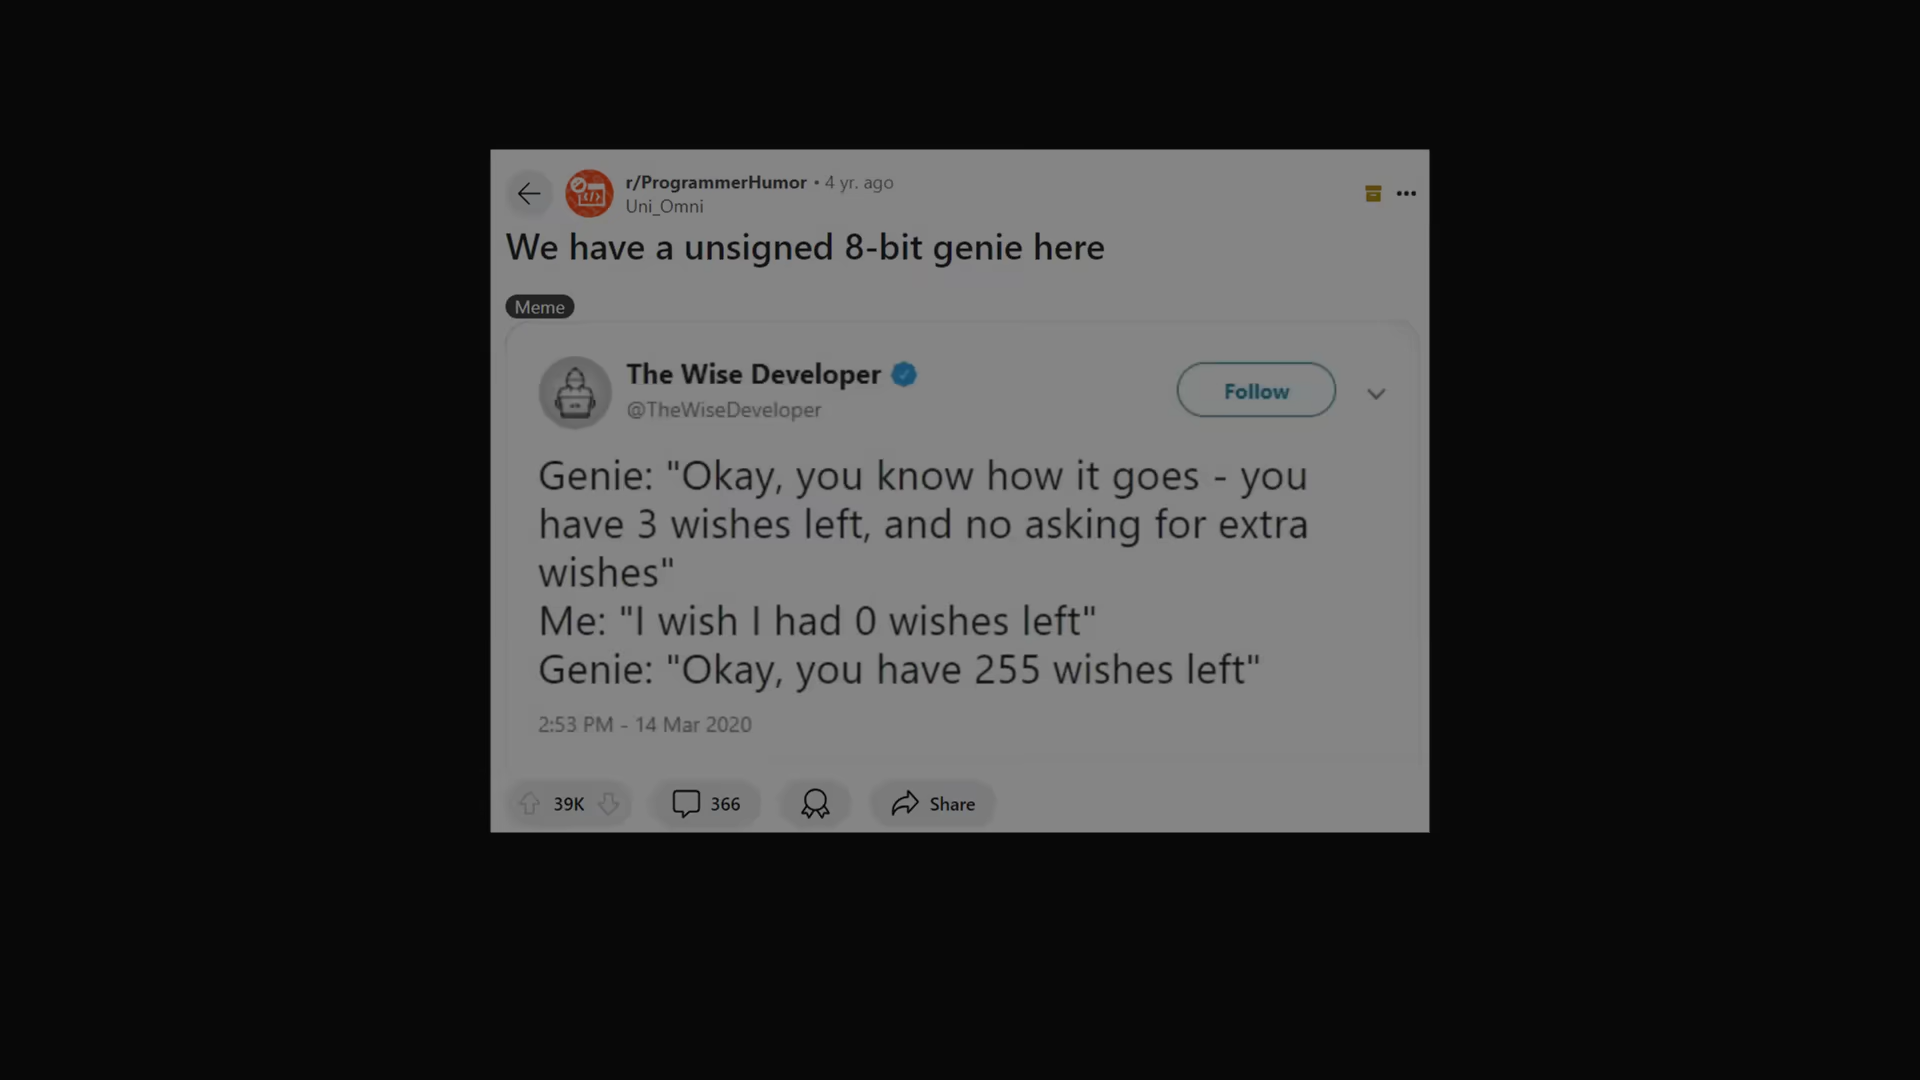 r/ProgrammerHumor • 4 yr. ago
Uni_Omni
We have a unsigned 8-bit genie here
Meme
The Wise Developer
@TheWiseDeveloper
Follow
Genie: "Okay, you know how it goes - you
have 3 wishes left, and no asking for extra
wishes"
Me: "I wish I had 0 wishes left"
Genie: "Okay, you have 255 wishes left"
2:53 PM - 14 Mar 2020
39K
366
Share